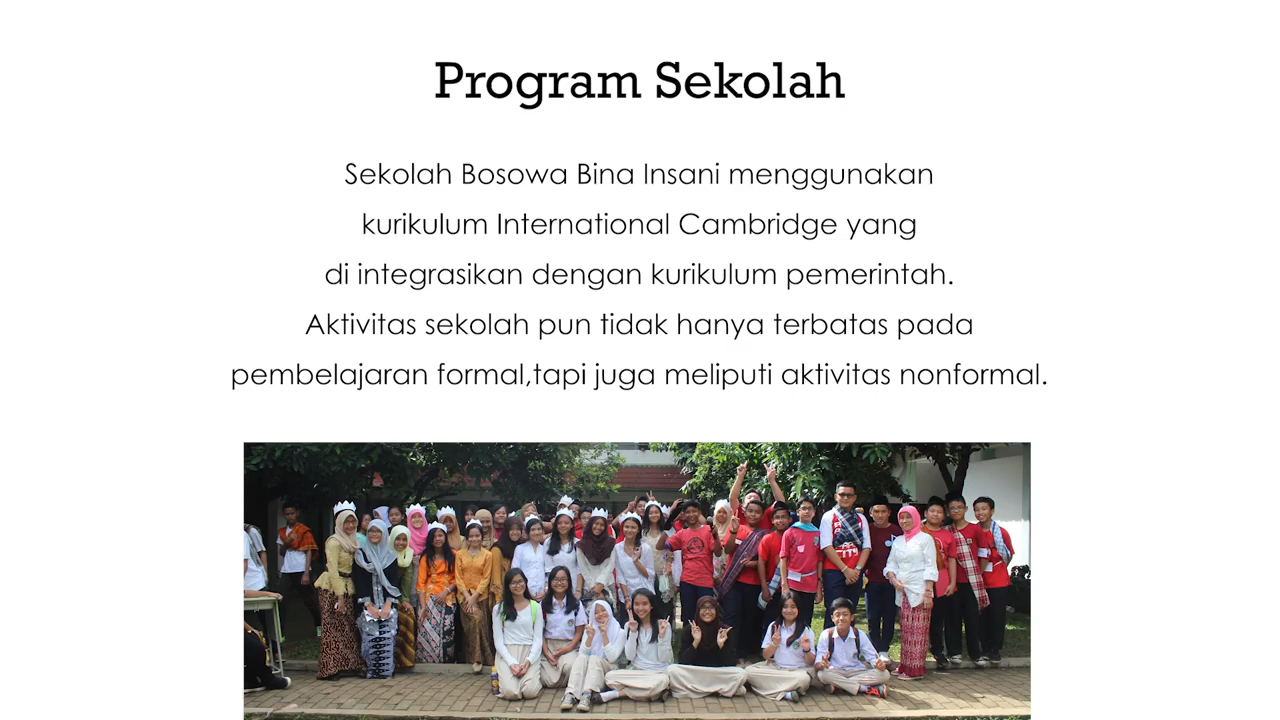 Program Sekolah
Sekolah Bosowa Bina Insani menggunakan
kurikulum International Cambridge yang
di integrasikan dengan kurikulum pemerintah.
Aktivitas sekolah pun tidak hanya terbatas pada
pembelajaran formal,tapi juga meliputi aktivitas nonformal.